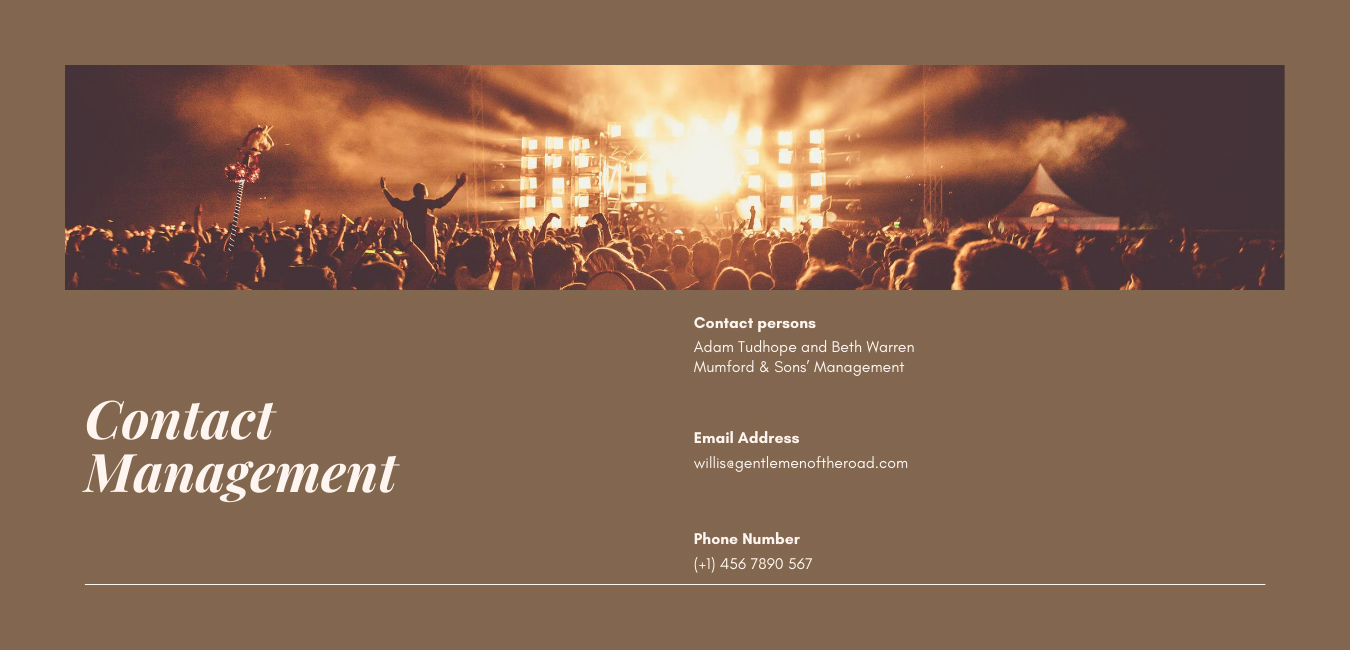 Contact persons
Adam Tudhope and Beth Warren
Mumford & Sons’ Management
Contact
Management
Email Address
willis@gentlemenoftheroad.com
Phone Number
(+1) 456 7890 567